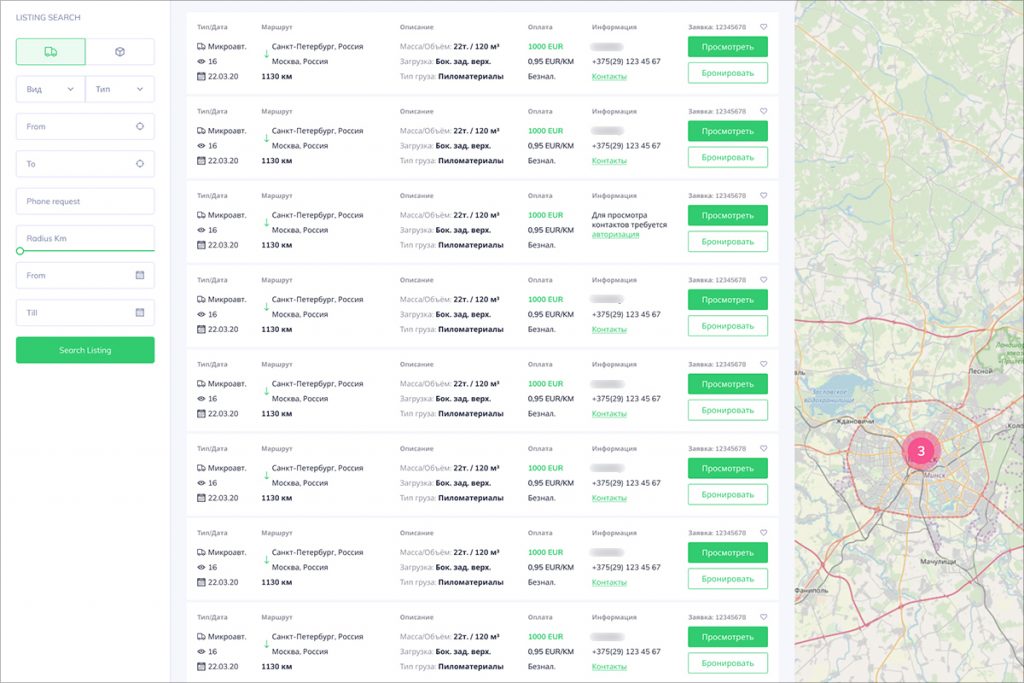 LISTING SEARCH
Вид Тип
From
To
Phone request
Radius Km
From
Till
Search Listing
Тип/Дата Маршрут Описание Оплата Информация Заявка: 12345678
Микроавт. Санкт-Петербург, Россия Масса/Объём: 22т. / 120 м³ 1000 EUR Просмотреть
16 Москва, Россия Загрузка: Бок. зад. верх. 0,95 EUR/KM +375(29) 123 45 67
22.03.20 1130 км Тип груза: Пиломатериалы Безнал. Контакты Бронировать
Тип/Дата Маршрут Описание Оплата Информация Заявка: 12345678
Микроавт. Санкт-Петербург, Россия Масса/Объём: 22т. / 120 м³ 1000 EUR Просмотреть
16 Москва, Россия Загрузка: Бок. зад. верх. 0,95 EUR/KM +375(29) 123 45 67
22.03.20 1130 км Тип груза: Пиломатериалы Безнал. Контакты Бронировать
Тип/Дата Маршрут Описание Оплата Информация Заявка: 12345678
Микроавт. Санкт-Петербург, Россия Масса/Объём: 22т. / 120 м³ 1000 EUR Для просмотра Просмотреть
16 Москва, Россия Загрузка: Бок. зад. верх. 0,95 EUR/KM контактов требуется
авторизация
22.03.20 1130 км Тип груза: Пиломатериалы Безнал. Бронировать
Тип/Дата Маршрут Описание Оплата Информация Заявка: 12345678
Микроавт. Санкт-Петербург, Россия Масса/Объём: 22т. / 120 м³ 1000 EUR Просмотреть
16 Москва, Россия Загрузка: Бок. зад. верх. 0,95 EUR/KM +375(29) 123 45 67
22.03.20 1130 км Тип груза: Пиломатериалы Безнал. Контакты Бронировать
Тип/Дата Маршрут Описание Оплата Информация Заявка: 12345678
Микроавт. Санкт-Петербург, Россия Масса/Объём: 22т. / 120 м³ 1000 EUR Просмотреть
16 Москва, Россия Загрузка: Бок. зад. верх. 0,95 EUR/KM +375(29) 123 45 67
22.03.20 1130 км Тип груза: Пиломатериалы Безнал. Контакты Бронировать
Тип/Дата Маршрут Описание Оплата Информация Заявка: 12345678
Микроавт. Санкт-Петербург, Россия Масса/Объём: 22т. / 120 м³ 1000 EUR Просмотреть
16 Москва, Россия Загрузка: Бок. зад. верх. 0,95 EUR/KM +375(29) 123 45 67
22.03.20 1130 км Тип груза: Пиломатериалы Безнал. Контакты Бронировать
Тип/Дата Маршрут Описание Оплата Информация Заявка: 12345678
Микроавт. Санкт-Петербург, Россия Масса/Объём: 22т. / 120 м³ 1000 EUR Просмотреть
16 Москва, Россия Загрузка: Бок. зад. верх. 0,95 EUR/KM +375(29) 123 45 67
22.03.20 1130 км Тип груза: Пиломатериалы Безнал. Контакты Бронировать
Тип/Дата Маршрут Описание Оплата Информация Заявка: 12345678
Микроавт. Санкт-Петербург, Россия Масса/Объём: 22т. / 120 м³ 1000 EUR Просмотреть
16 Москва, Россия Загрузка: Бок. зад. верх. 0,95 EUR/KM +375(29) 123 45 67
22.03.20 1130 км Тип груза: Пиломатериалы Безнал. Контакты Бронировать
Лесной
Заславское
водохранилище
Ждановичи
3
Минск
Мачулищи
Фаниполь